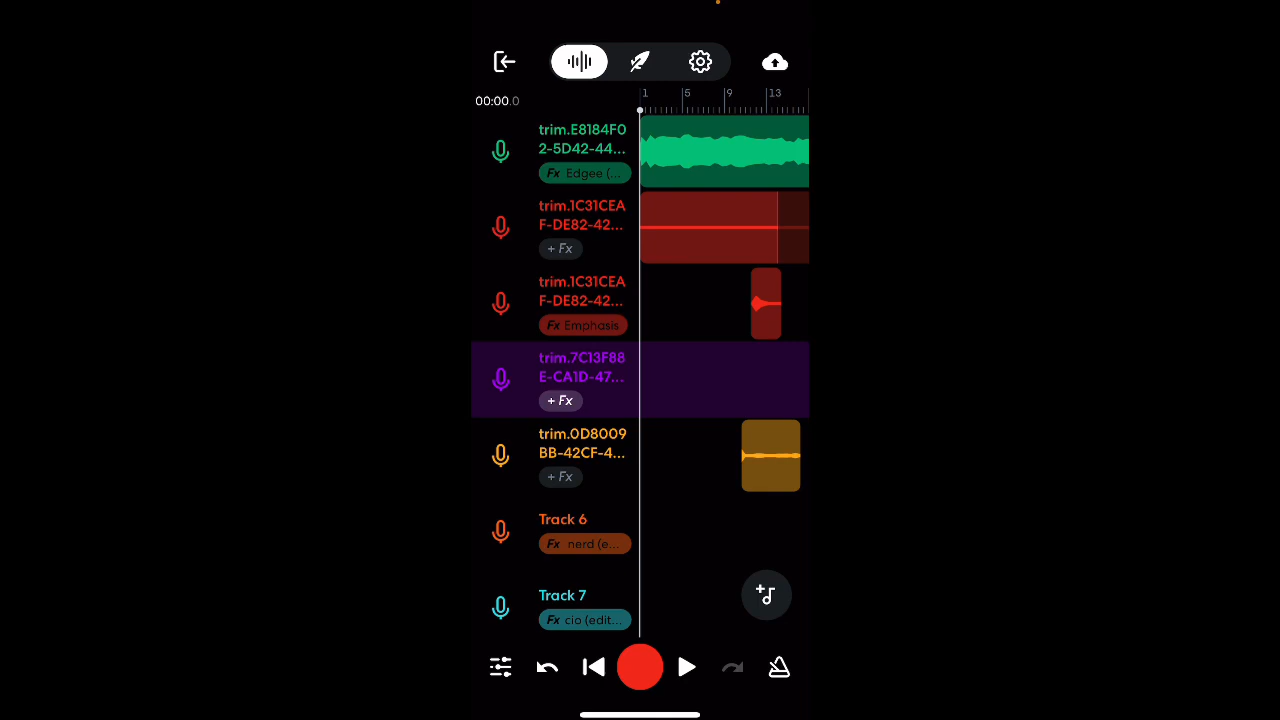 00:00.0
1 5 9 13
trim.E8184F0
2-5D42-44...
Fx Edgee (...
trim.1C31CEA
F-DE82-42...
+ Fx
trim.1C31CEA
F-DE82-42...
Fx Emphasis
trim.7C13F88
E-CA1D-47...
+ Fx
trim.0D8009
BB-42CF-4...
+ Fx
Track 6
Fx nerd (e...
Track 7
Fx cio (edit...